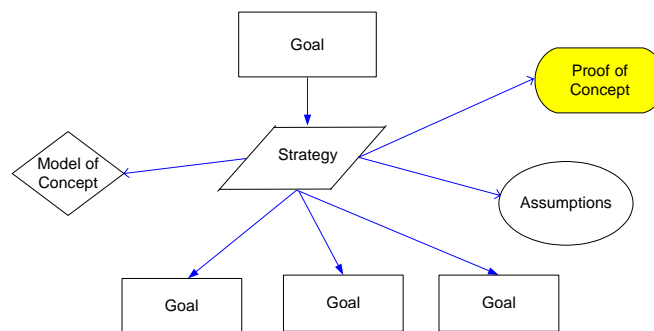 Goal
Proof of
Concept
Model of
Concept
Strategy
Assumptions
Goal
Goal
Goal